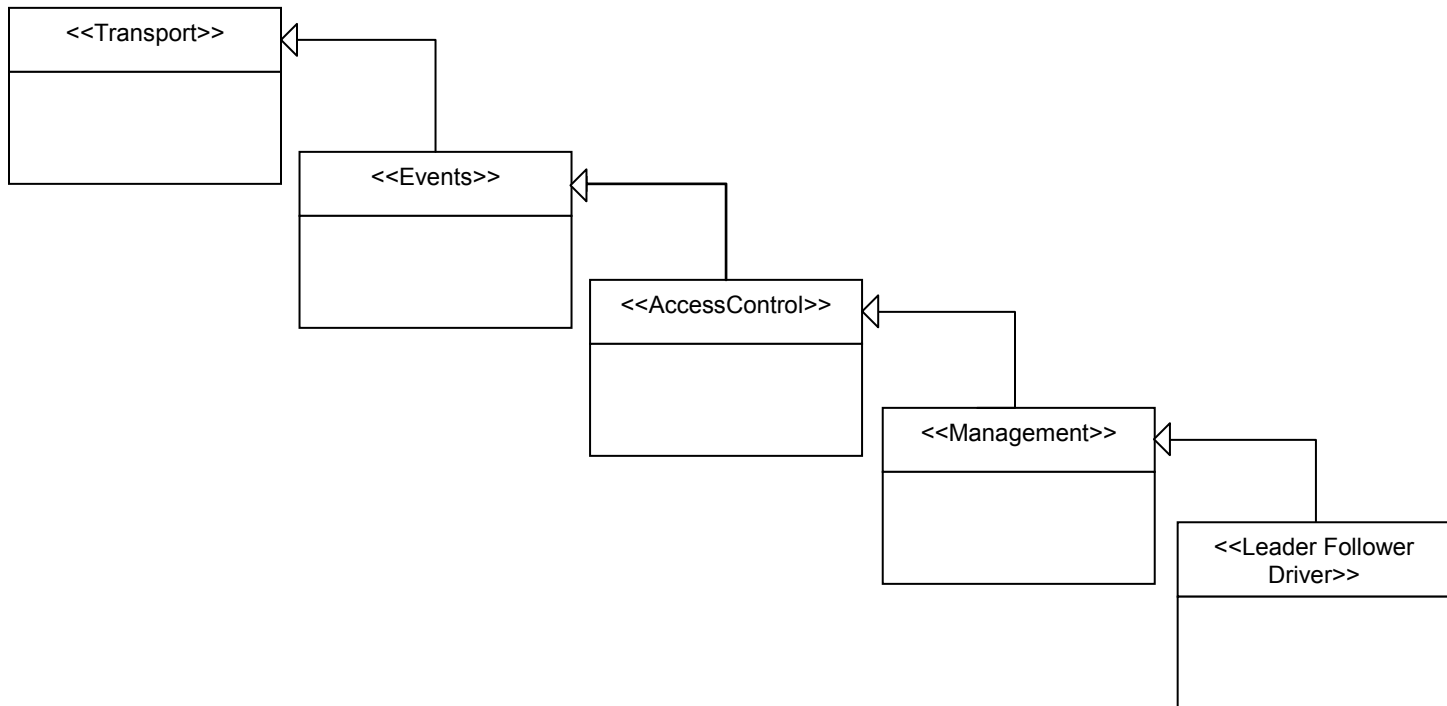 <<Transport>>
<<Events>>
<<AccessControl>>
<<Management>>
<<Leader Follower
Driver>>